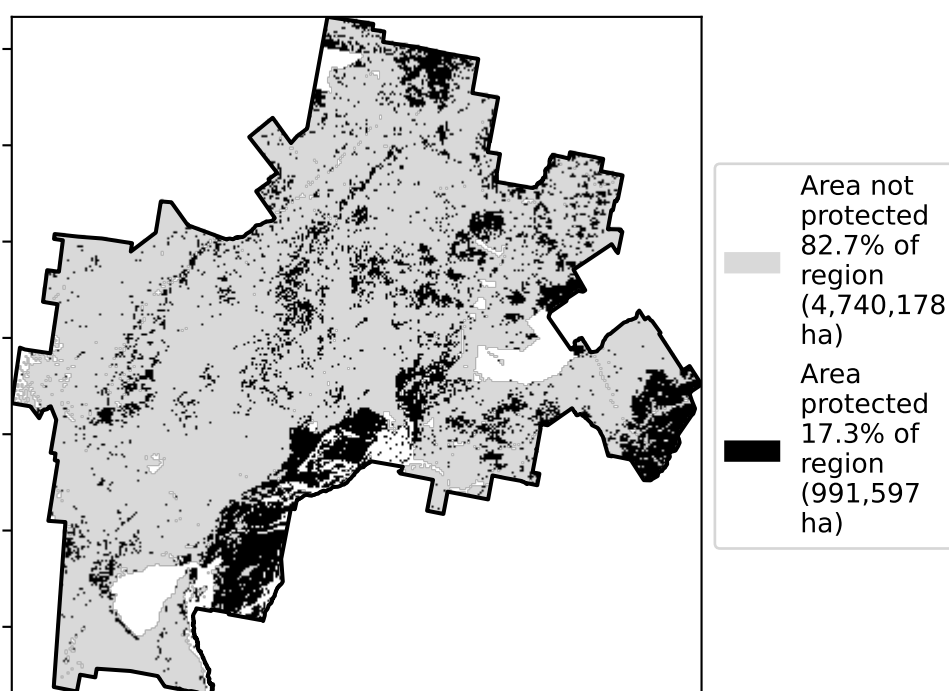 Area not
protected
82.7% of
region
(4,740,178
ha)
Area
protected
17.3% of
region
(991,597
ha)